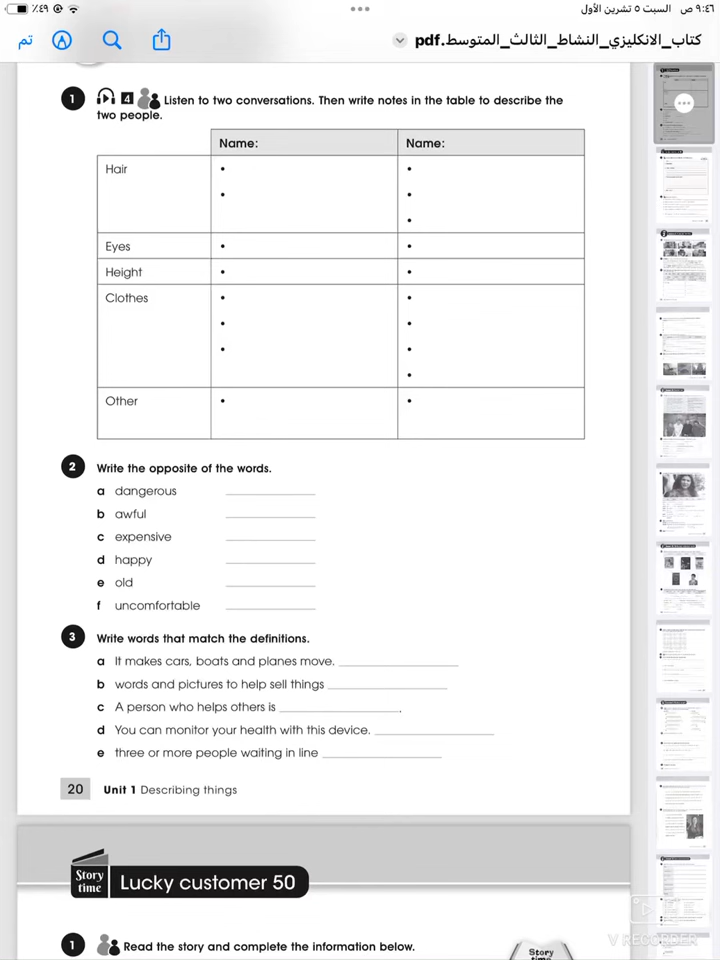 ٪٤٩ ٩:٤٦ ص السبت ٥ تشرين الأول
تم كتاب_الانكليزي_النشاط_الثالث_المتوسط.pdf
1 4 Listen to two conversations. Then write notes in the table to describe the
two people.
Name: Name:
Hair
Eyes
Height
Clothes
Other
2 Write the opposite of the words.
a dangerous
b awful
c expensive
d happy
e old
f uncomfortable
3 Write words that match the definitions.
a It makes cars, boats and planes move.
b words and pictures to help sell things
c A person who helps others is .
d You can monitor your health with this device.
e three or more people waiting in line
20 Unit 1 Describing things
Story
time
Lucky customer 50
1 Read the story and complete the information below.
Story
time
V RECORDER